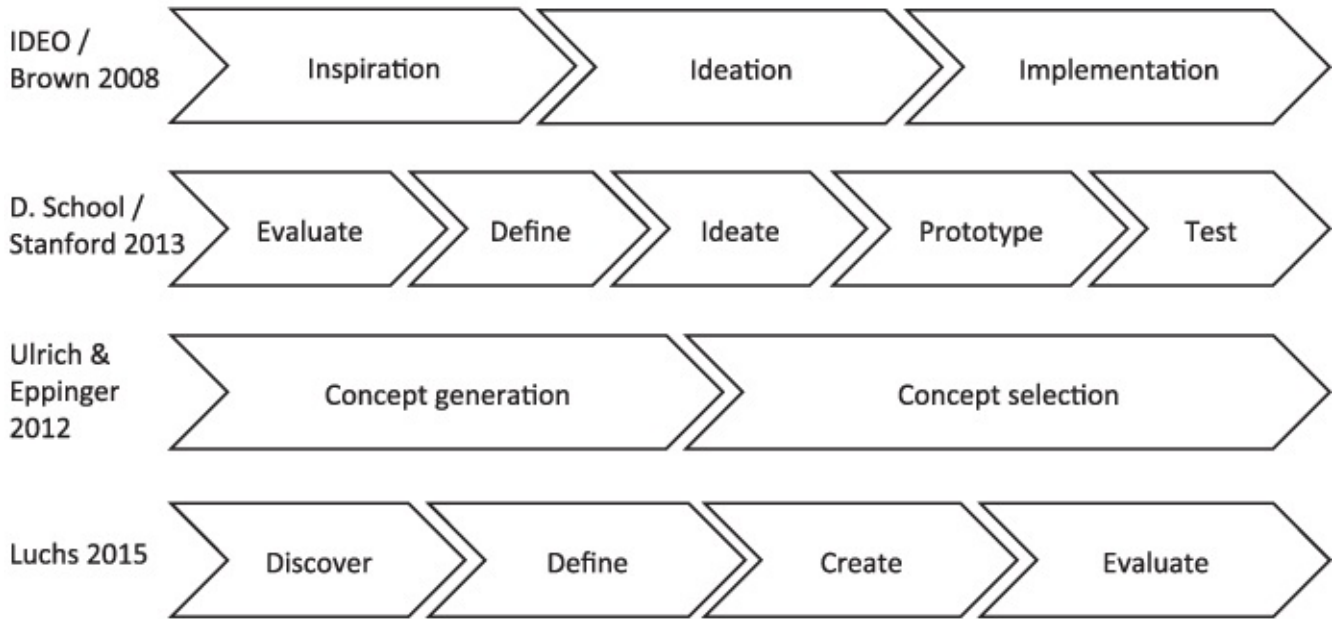 IDEO /
Brown 2008
Inspiration
Ideation
Implementation
D. School /
Stanford 2013
Evaluate
Define
Ideate
Prototype
Test
Ulrich &
Eppinger
2012
Concept generation
Concept selection
Luchs 2015
Discover
Define
Create
Evaluate